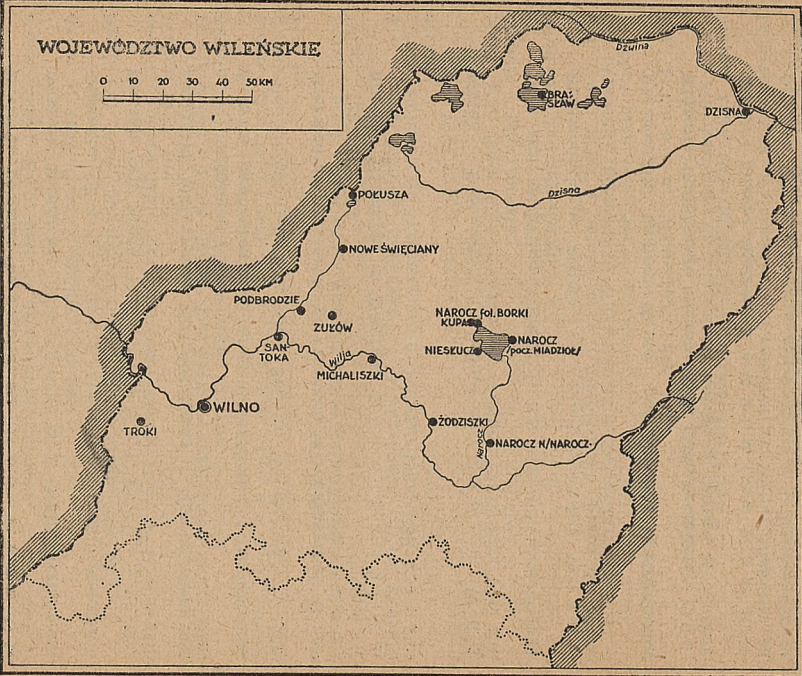 WOJEWÓDZTWO WILEŃSKIE
0 10 20 30 40 50 KM
Dzwina
BRA-
SŁAW
DZISNA
Dzisna
POŁUSZA
NOWE ŚWIĘCIANY
PODBRODZIE
ZUŁÓW
NAROCZ fol. BORKI
KUPA
NAROCZ
/pocz. MIADZIOŁ/
NIESŁUCZ
SAN-
TOKA
Wilja
MICHALISZKI
WILNO
TROKI
ŻODZISZKI
Narocz
NAROCZ N/NAROCZ.